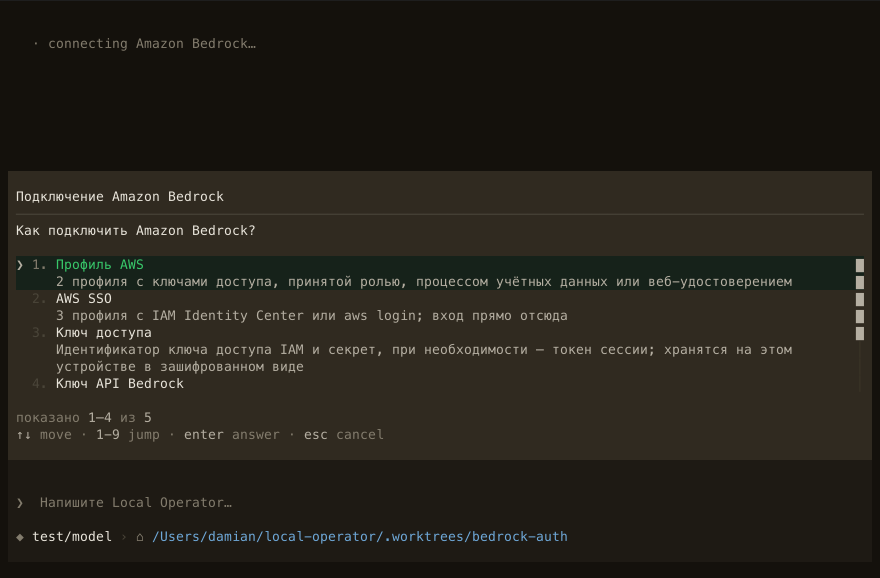 · connecting Amazon Bedrock…
Подключение Amazon Bedrock
Как подключить Amazon Bedrock?
❯ 1. Профиль AWS
2 профиля с ключами доступа, принятой ролью, процессом учётных данных или веб-удостоверением
2. AWS SSO
3 профиля с IAM Identity Center или aws login; вход прямо отсюда
3. Ключ доступа
Идентификатор ключа доступа IAM и секрет, при необходимости — токен сессии; хранятся на этом
устройстве в зашифрованном виде
4. Ключ API Bedrock
показано 1–4 из 5
↑↓ move · 1–9 jump · enter answer · esc cancel
❯ Напишите Local Operator…
◆ test/model › ⌂ /Users/damian/local-operator/.worktrees/bedrock-auth